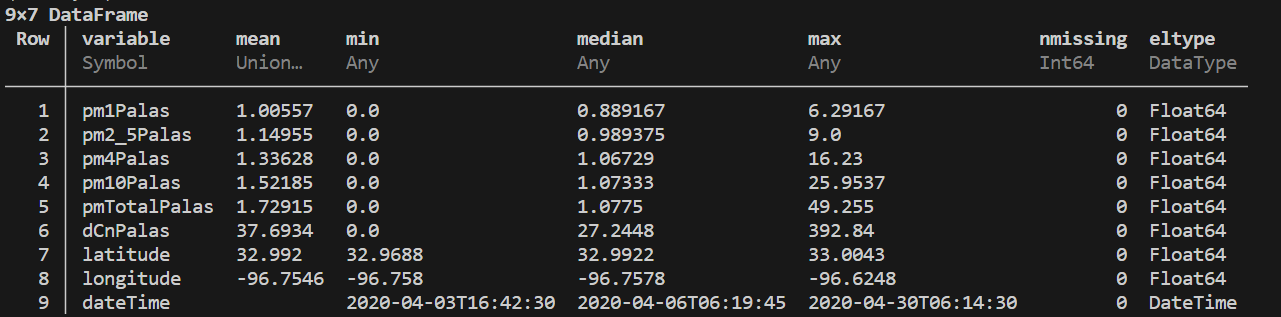 9×7 DataFrame
Row │ variable mean min median max nmissing eltype
│ Symbol Union… Any Any Any Int64 DataType
1 │ pm1Palas 1.00557 0.0 0.889167 6.29167 0 Float64
2 │ pm2_5Palas 1.14955 0.0 0.989375 9.0 0 Float64
3 │ pm4Palas 1.33628 0.0 1.06729 16.23 0 Float64
4 │ pm10Palas 1.52185 0.0 1.07333 25.9537 0 Float64
5 │ pmTotalPalas 1.72915 0.0 1.0775 49.255 0 Float64
6 │ dCnPalas 37.6934 0.0 27.2448 392.84 0 Float64
7 │ latitude 32.992 32.9688 32.9922 33.0043 0 Float64
8 │ longitude -96.7546 -96.758 -96.7578 -96.6248 0 Float64
9 │ dateTime 2020-04-03T16:42:30 2020-04-06T06:19:45 2020-04-30T06:14:30 0 DateTime